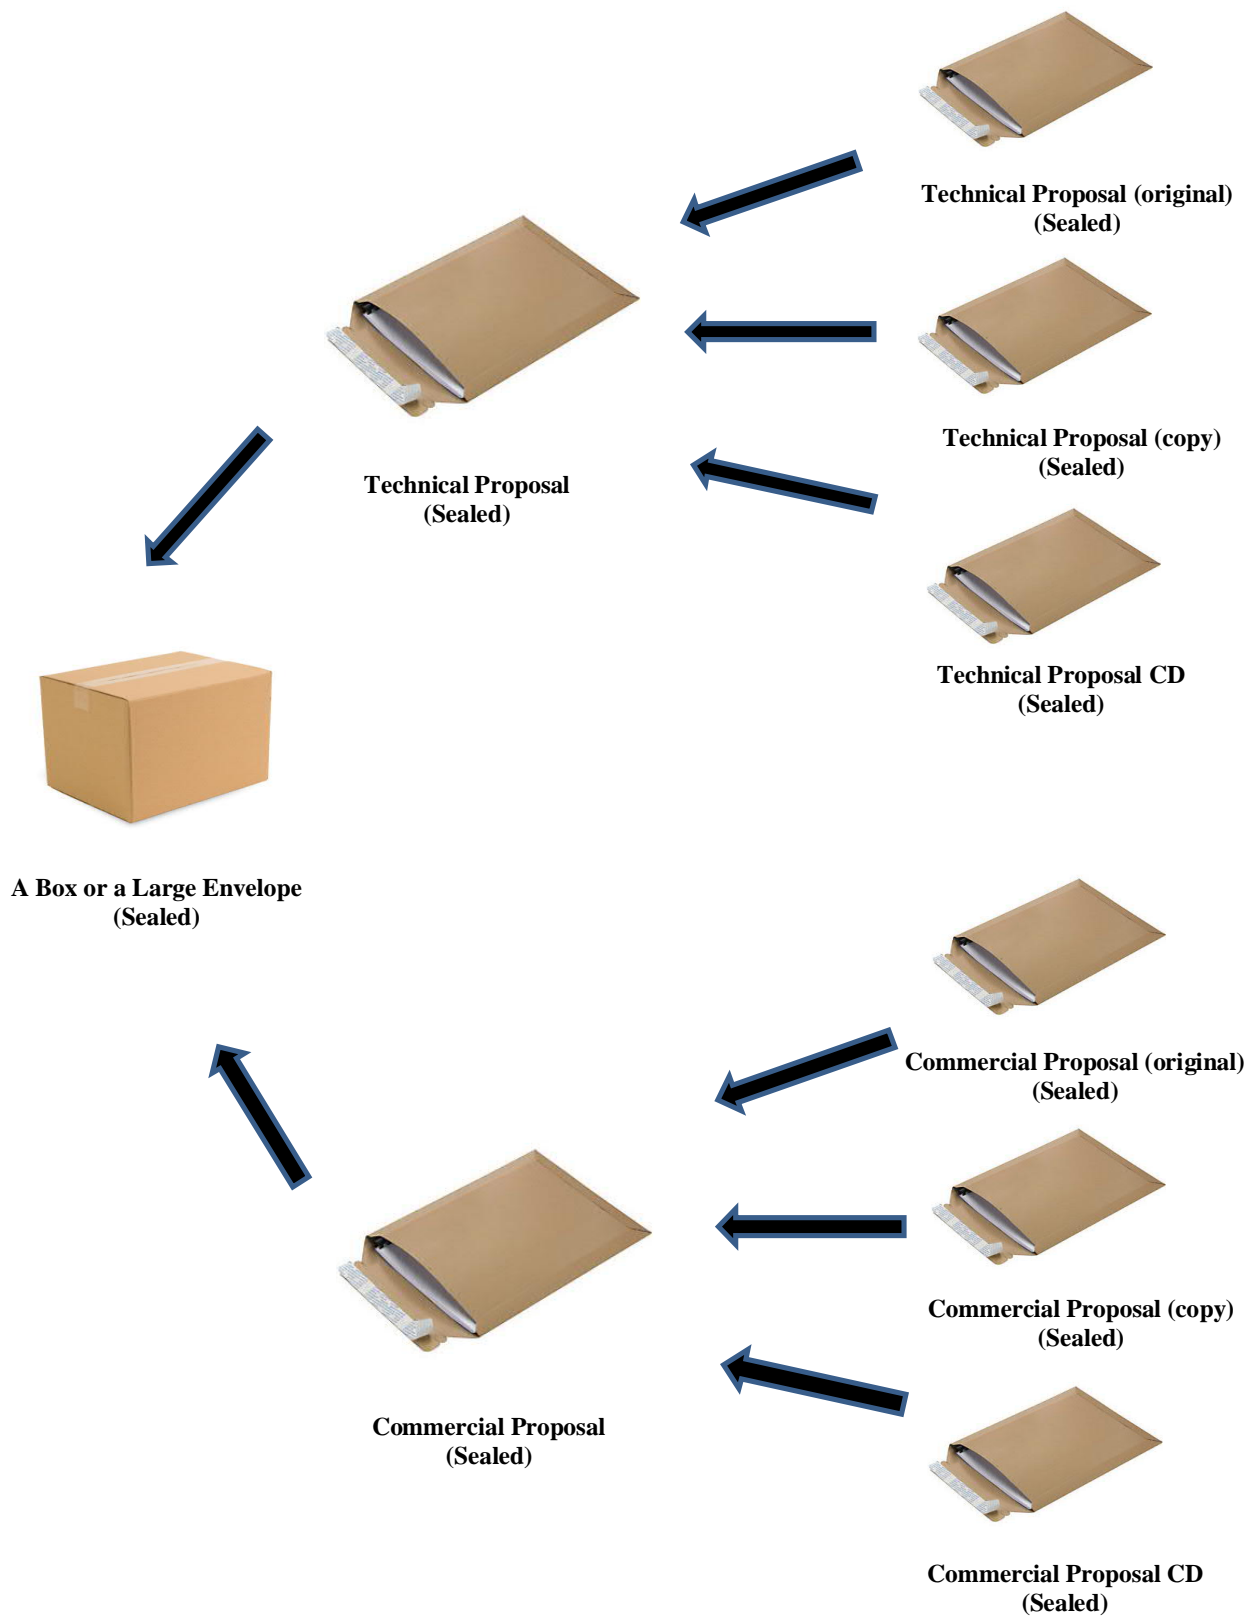 Technical Proposal (original)
(Sealed)
Technical Proposal (copy)
(Sealed)
Technical Proposal
(Sealed)
Technical Proposal CD
(Sealed)
A Box or a Large Envelope
(Sealed)
Commercial Proposal (original)
(Sealed)
Commercial Proposal (copy)
(Sealed)
Commercial Proposal
(Sealed)
Commercial Proposal CD
(Sealed)